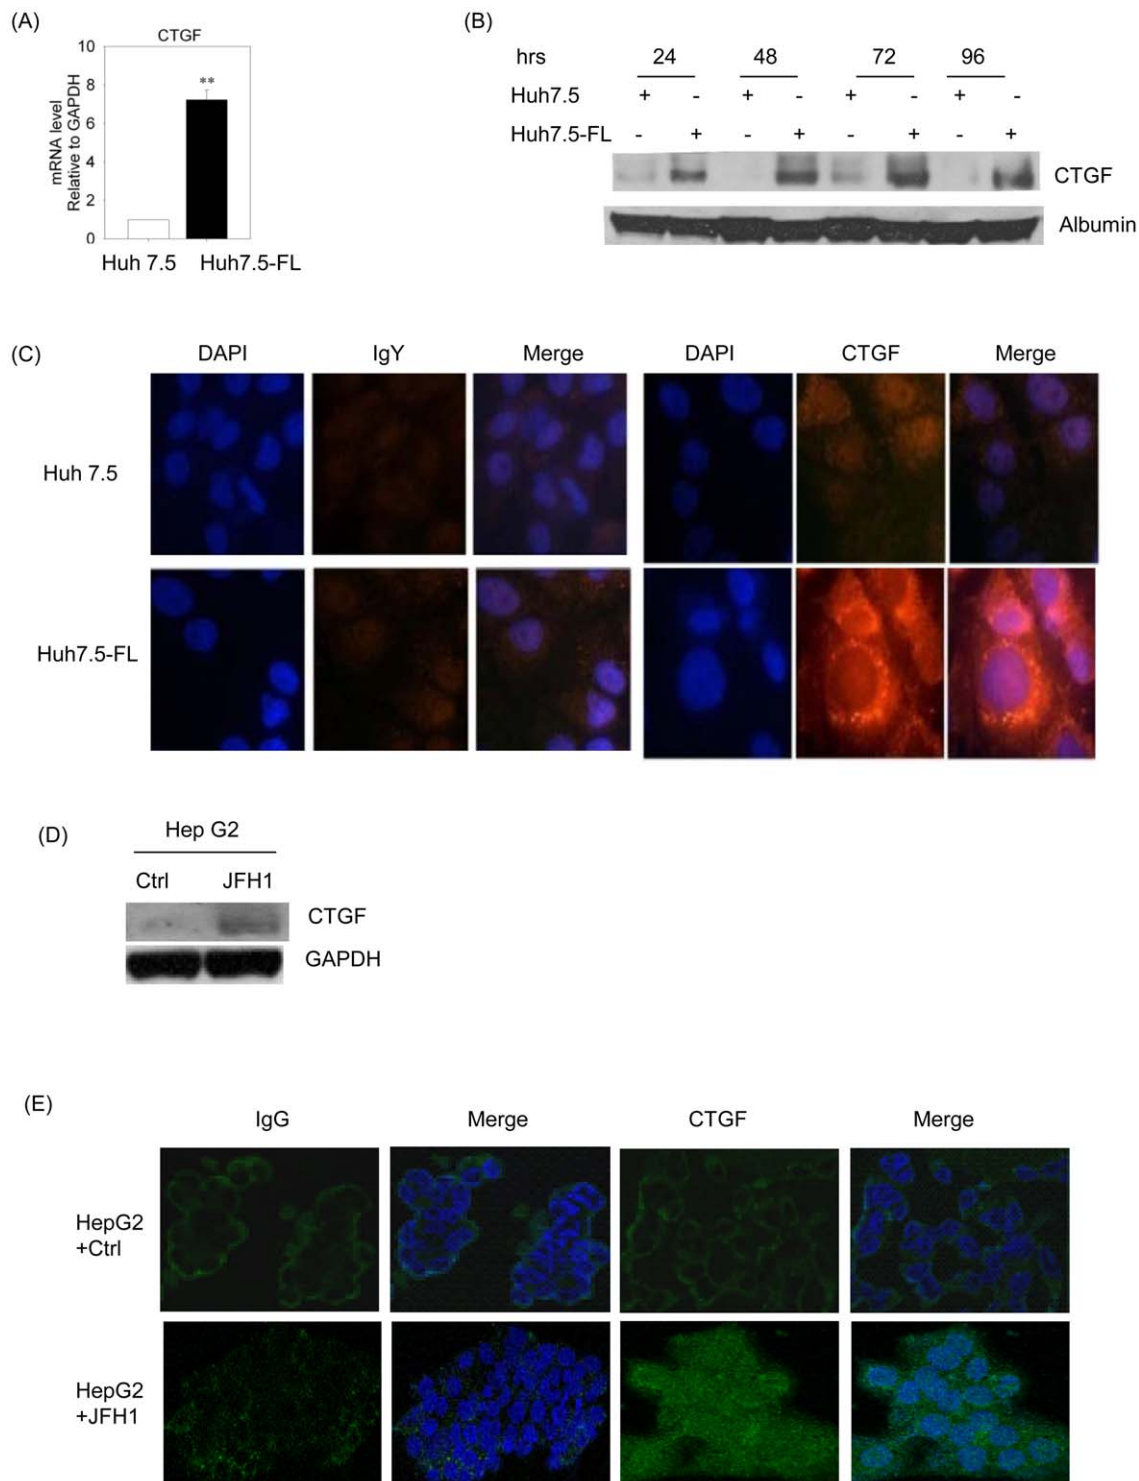 (A)
CTGF
mRNA level
Relative to GAPDH
10
8
6
4
2
0
**
Huh 7.5 Huh7.5-FL
(B)
hrs 24 48 72 96
Huh7.5 + - + - + - + -
Huh7.5-FL - + - + - + - +
CTGF
Albumin
(C)
DAPI IgY Merge DAPI CTGF Merge
Huh 7.5
Huh7.5-FL
(D)
Hep G2
Ctrl JFH1
CTGF
GAPDH
(E)
IgG Merge CTGF Merge
HepG2
+Ctrl
HepG2
+JFH1